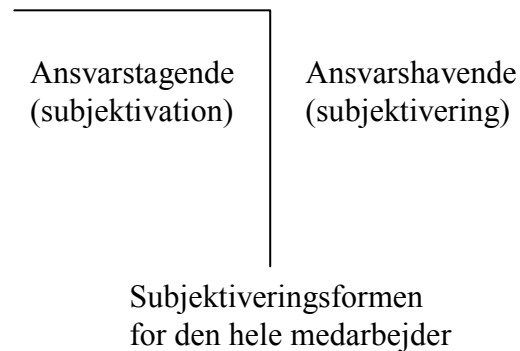 Ansvarstagende
(subjektivation)
Ansvarshavende
(subjektivering)
Subjektiveringsformen
for den hele medarbejder